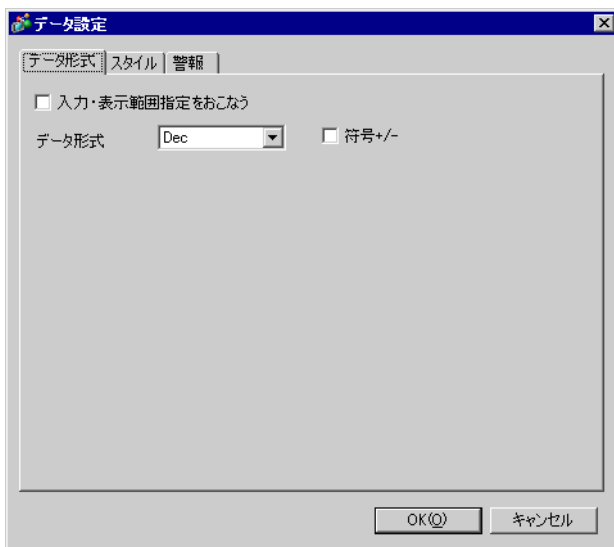 データ設定
データ形式 スタイル 警報
入力・表示範囲指定をおこなう
データ形式 Dec 符号+/-
OK(O) キャンセル